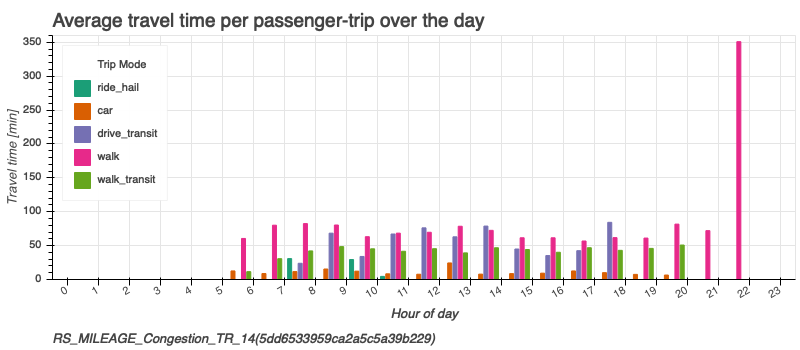 Average travel time per passenger-trip over the day
Travel time [min]
350
300
250
200
150
100
50
0
Trip Mode
ride_hail
car
drive_transit
walk
walk_transit
0 1 2 3 4 5 6 7 8 9 10 11 12 13 14 15 16 17 18 19 20 21 22 23
Hour of day
RS_MILEAGE_Congestion_TR_14(5dd6533959ca2a5c5a39b229)